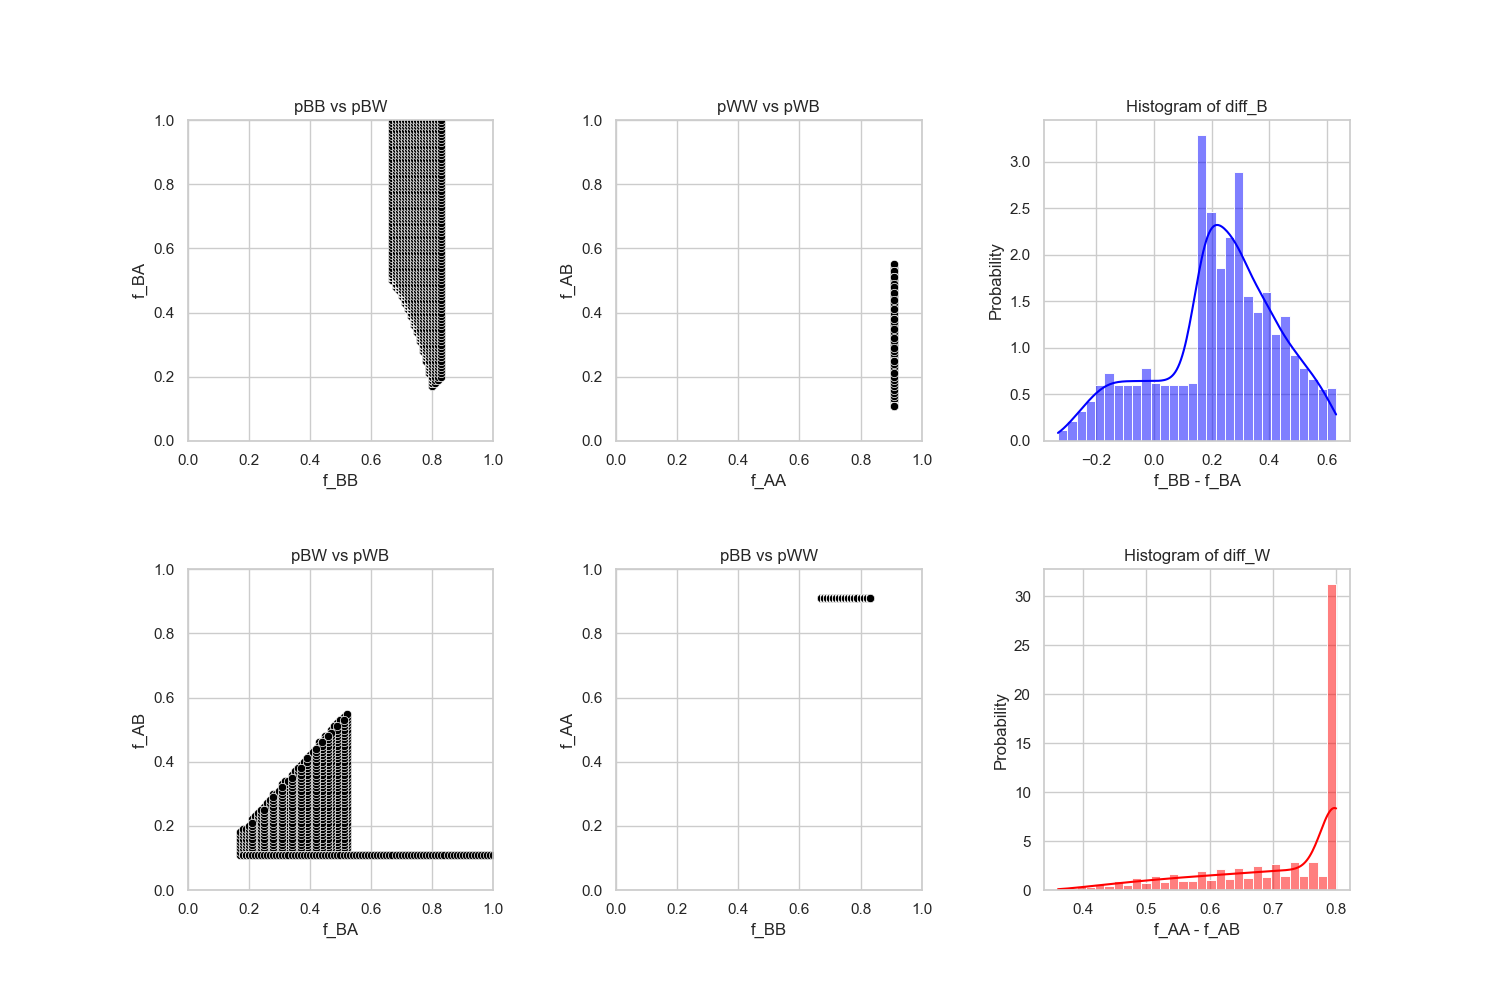 pBB vs pBW
1.0
0.8
0.6
0.4
0.2
0.0
f_BA
0.0 0.2 0.4 0.6 0.8 1.0
f_BB
pWW vs pWB
1.0
0.8
0.6
0.4
0.2
0.0
f_AB
0.0 0.2 0.4 0.6 0.8 1.0
f_AA
Histogram of diff_B
3.0
2.5
2.0
1.5
1.0
0.5
0.0
Probability
−0.2 0.0 0.2 0.4 0.6
f_BB - f_BA
pBW vs pWB
1.0
0.8
0.6
0.4
0.2
0.0
f_AB
0.0 0.2 0.4 0.6 0.8 1.0
f_BA
pBB vs pWW
1.0
0.8
0.6
0.4
0.2
0.0
f_AA
0.0 0.2 0.4 0.6 0.8 1.0
f_BB
Histogram of diff_W
30
25
20
15
10
5
0
Probability
0.4 0.5 0.6 0.7 0.8
f_AA - f_AB